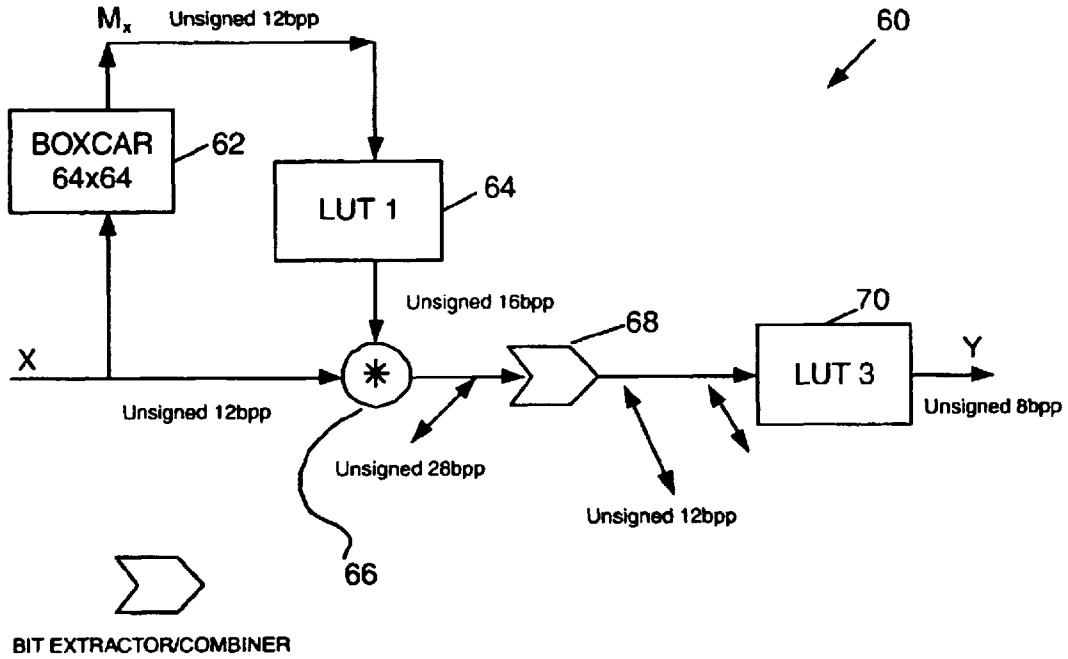 Mx Unsigned 12bpp
60
BOXCAR
64x64
62
LUT 1
64
Unsigned 16bpp
68
70
X
*
LUT 3
Y
Unsigned 12bpp
Unsigned 8bpp
Unsigned 28bpp
Unsigned 12bpp
66
BIT EXTRACTOR/COMBINER